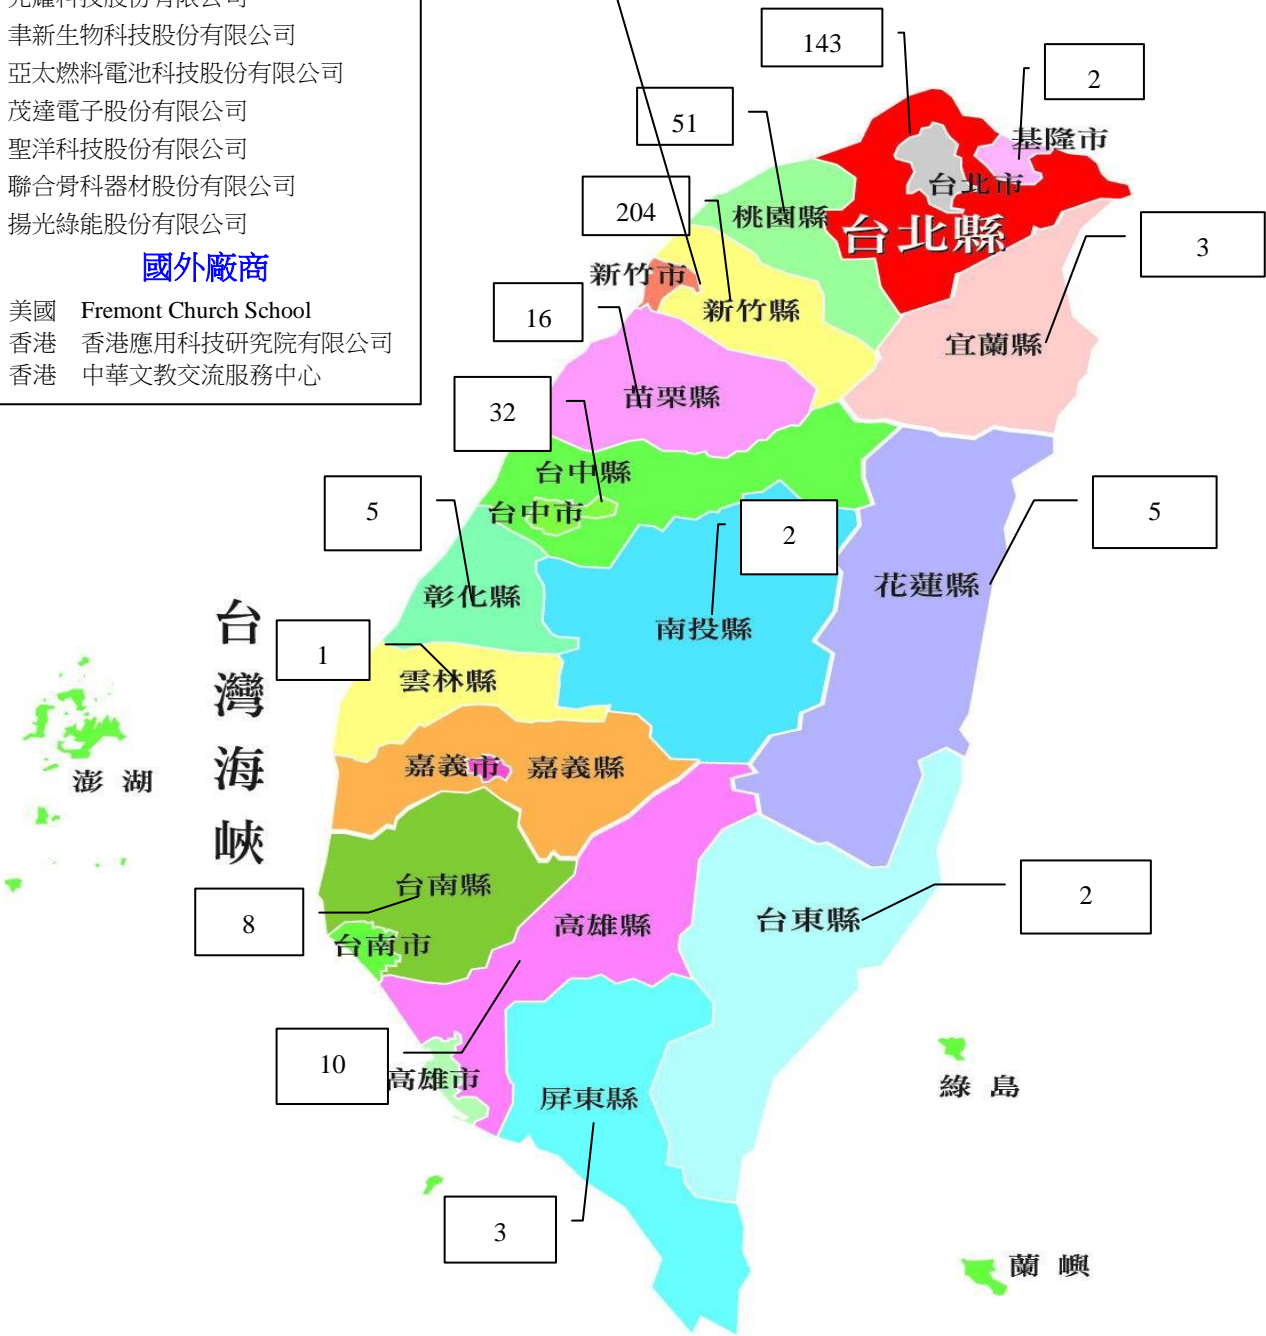 光耀科技股份有限公司
聿新生物科技股份有限公司
亞太燃料電池科技股份有限公司
茂達電子股份有限公司
聖洋科技股份有限公司
聯合骨科器材股份有限公司
揚光綠能股份有限公司
國外廠商
美國 Fremont Church School
香港 香港應用科技研究院有限公司
香港 中華文教交流服務中心
143
2
51
基隆市
台北市
204
桃園縣
台北縣
3
新竹市
新竹縣
16
宜蘭縣
苗栗縣
32
台中縣
台中市
5
2
5
彰化縣
花蓮縣
南投縣
台灣海峽
1
雲林縣
嘉義市
嘉義縣
澎湖
台南縣
8
2
台東縣
高雄縣
台南市
10
高雄市
綠島
屏東縣
3
蘭嶼